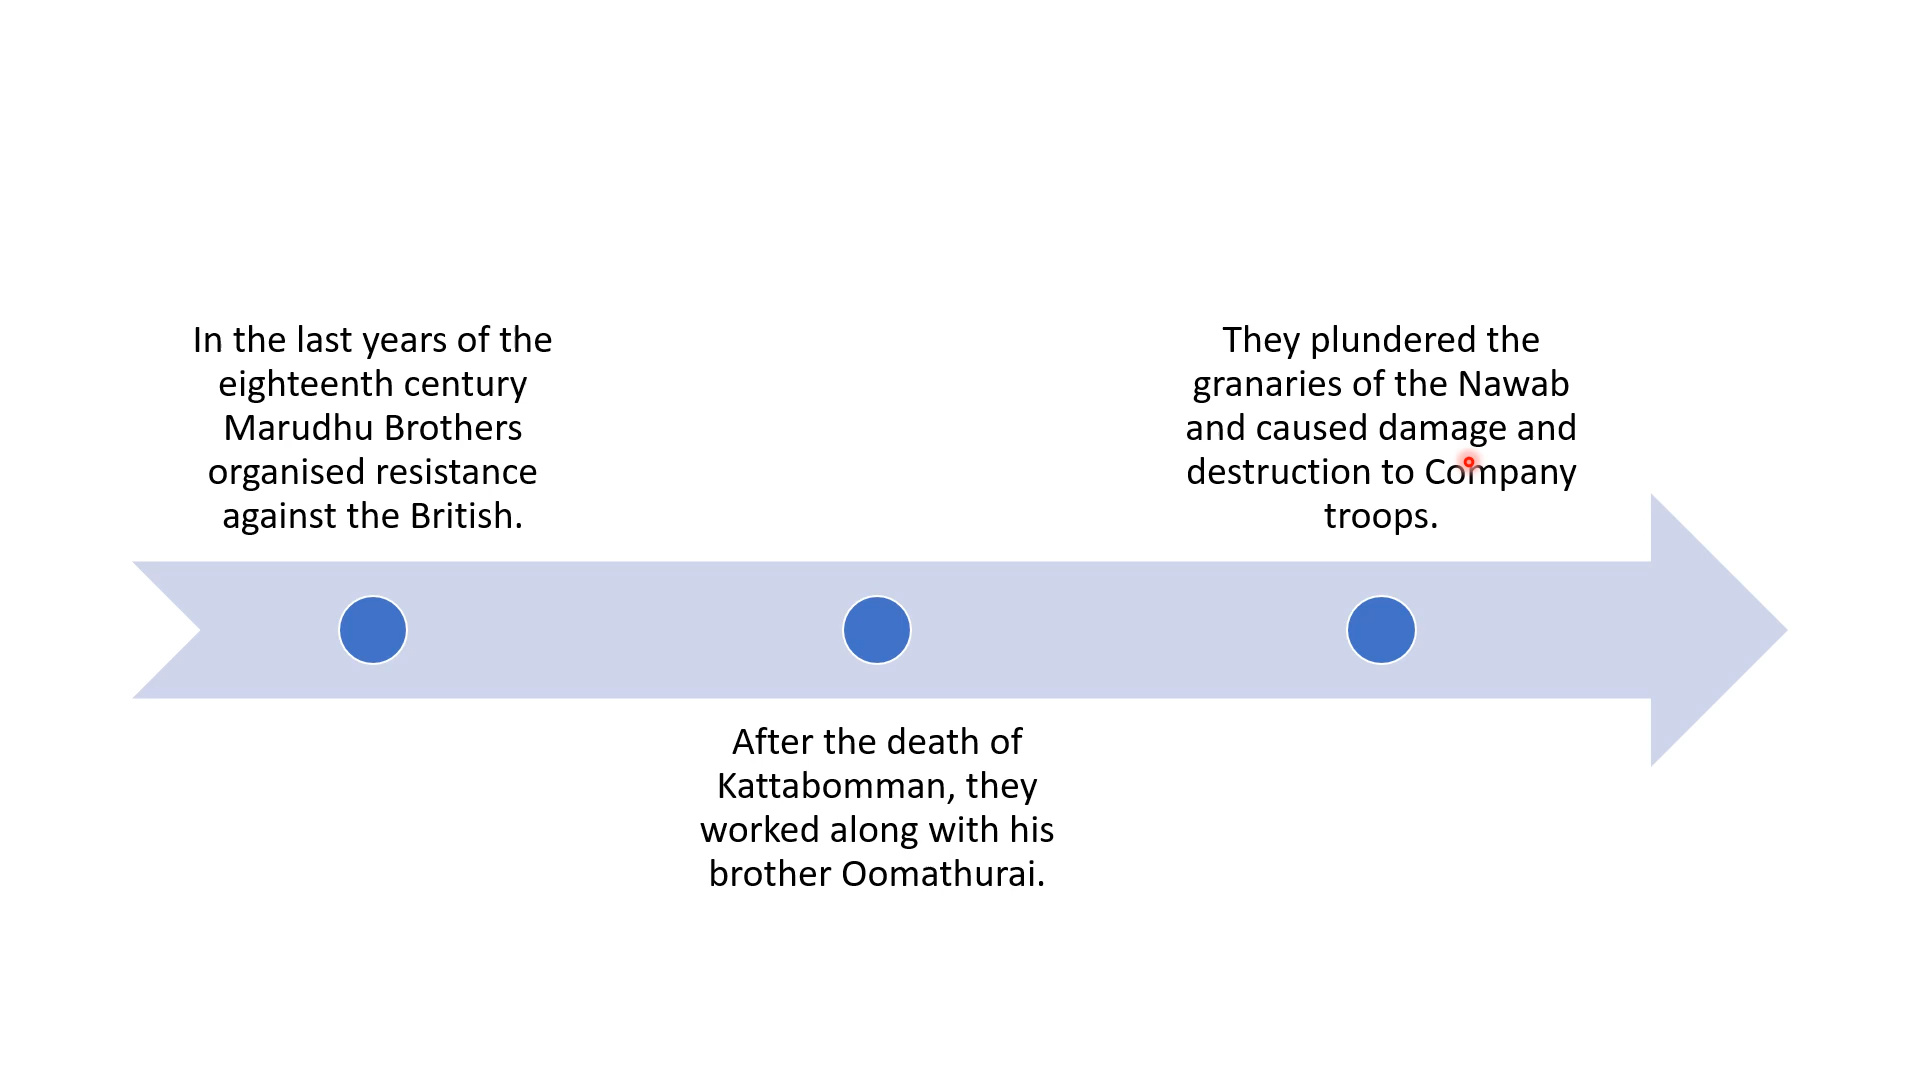 In the last years of the
eighteenth century
Marudhu Brothers
organised resistance
against the British.
After the death of
Kattabomman, they
worked along with his
brother Oomathurai.
They plundered the
granaries of the Nawab
and caused damage and
destruction to Company
troops.